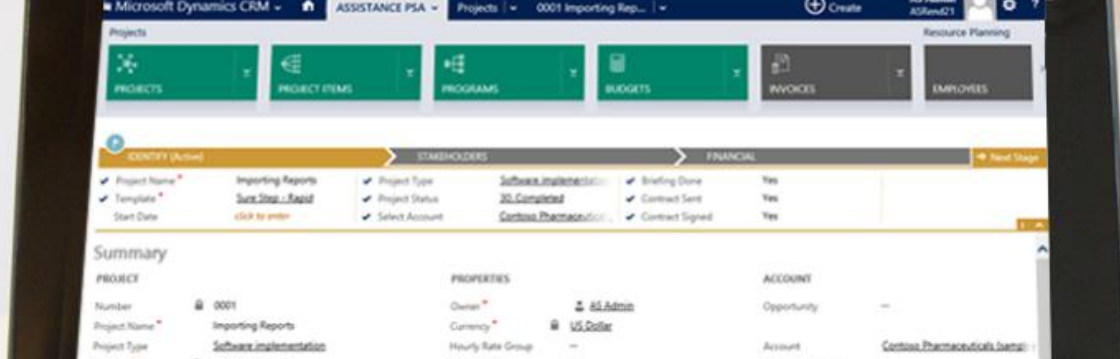 Microsoft Dynamics CRM
ASSISTANCE PSA
Projects
0001 Importing Rep...
Create
ASRend21
?
Projects
Resource Planning
PROJECTS
PROJECT ITEMS
PROGRAMS
BUDGETS
INVOICES
EMPLOYEES
IDENTIFY (Active)
STAKEHOLDERS
FINANCIAL
Next Stage
Project Name * Importing Reports Project Type Software implementatio Briefing Done Yes
Template * Sure Step - Rapid Project Status 30. Completed Contract Sent Yes
Start Date click to enter Select Account Contoso Pharmaceutic... Contract Signed Yes
Summary
PROJECT PROPERTIES ACCOUNT
Number 0001 Owner * AS Admin Opportunity --
Project Name * Importing Reports Currency * US Dollar
Project Type Software implementation Hourly Rate Group -- Account Contoso Pharmaceuticals (sampl